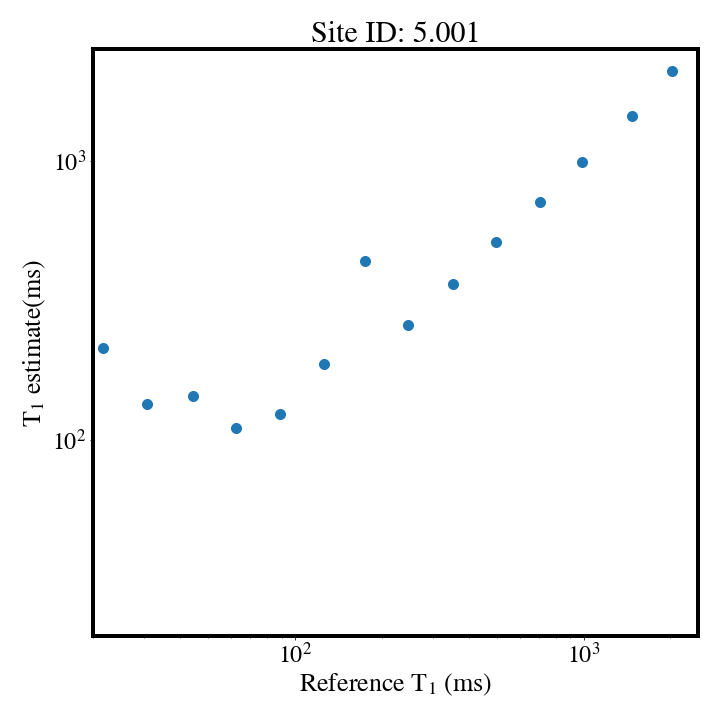 Site ID: 5.001
T₁ estimate(ms)
10³
10²
10²
10³
Reference T₁ (ms)